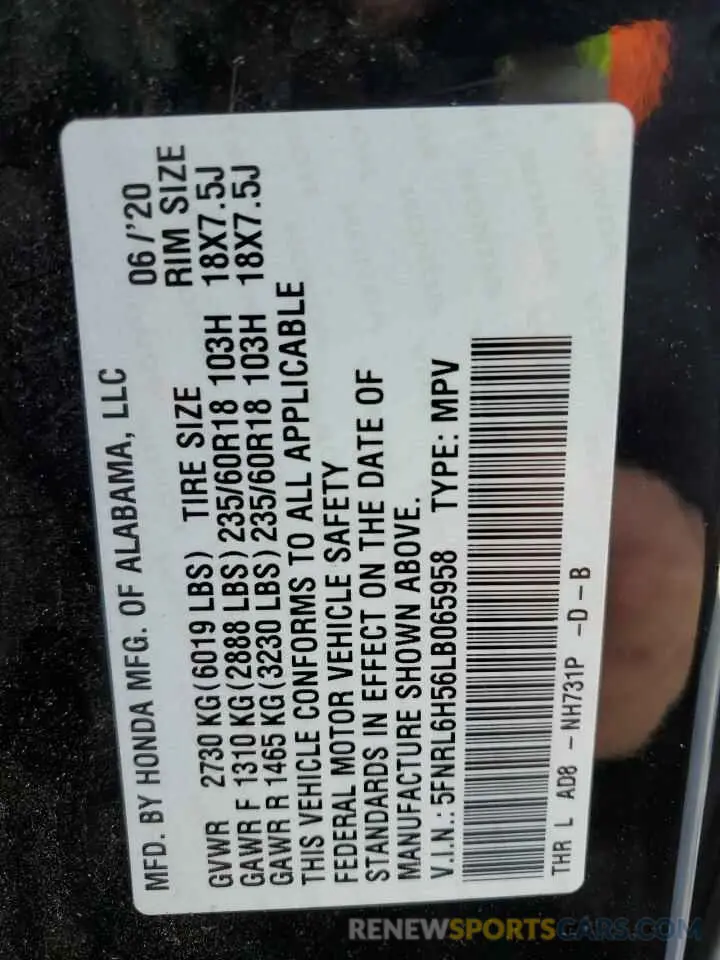 MFD. BY HONDA MFG. OF ALABAMA, LLC 06/'20
TIRE SIZE RIM SIZE
GVWR 2730 KG(6019 LBS)
GAWR F 1310 KG(2888 LBS)235/60R18 103H 18X7.5J
GAWR R 1465 KG(3230 LBS)235/60R18 103H 18X7.5J
THIS VEHICLE CONFORMS TO ALL APPLICABLE
FEDERAL MOTOR VEHICLE SAFETY
STANDARDS IN EFFECT ON THE DATE OF
MANUFACTURE SHOWN ABOVE.
V.I.N.: 5FNRL6H56LB065958 TYPE: MPV
THR L AD8 -NH731P -D-B
RENEWSPORTSCARS.COM